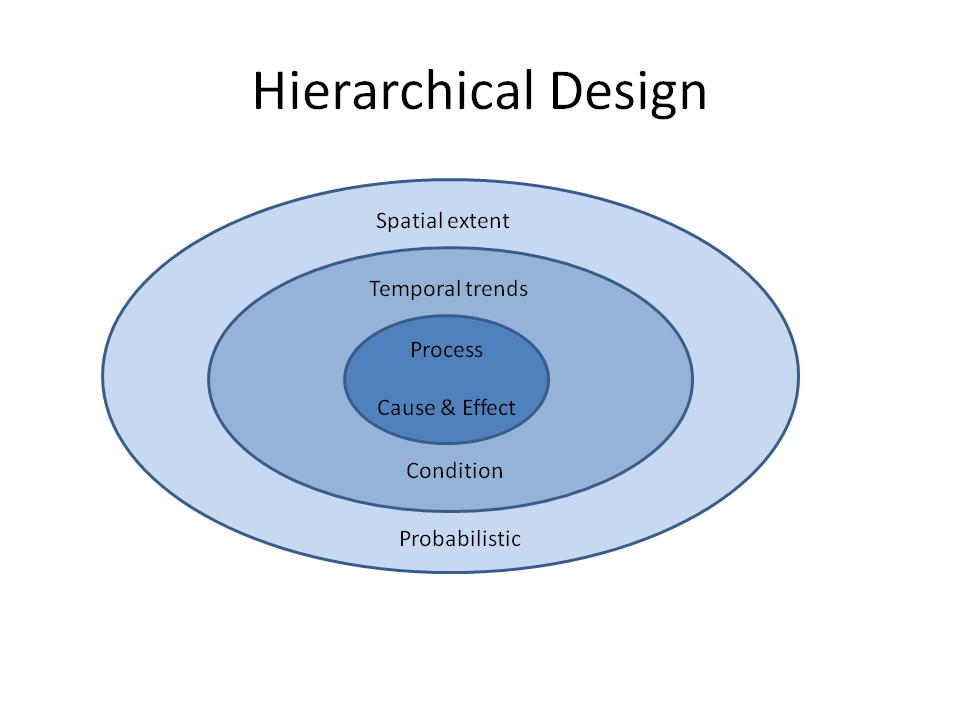 Hierarchical Design
Spatial extent
Temporal trends
Process
Cause & Effect
Condition
Probabilistic